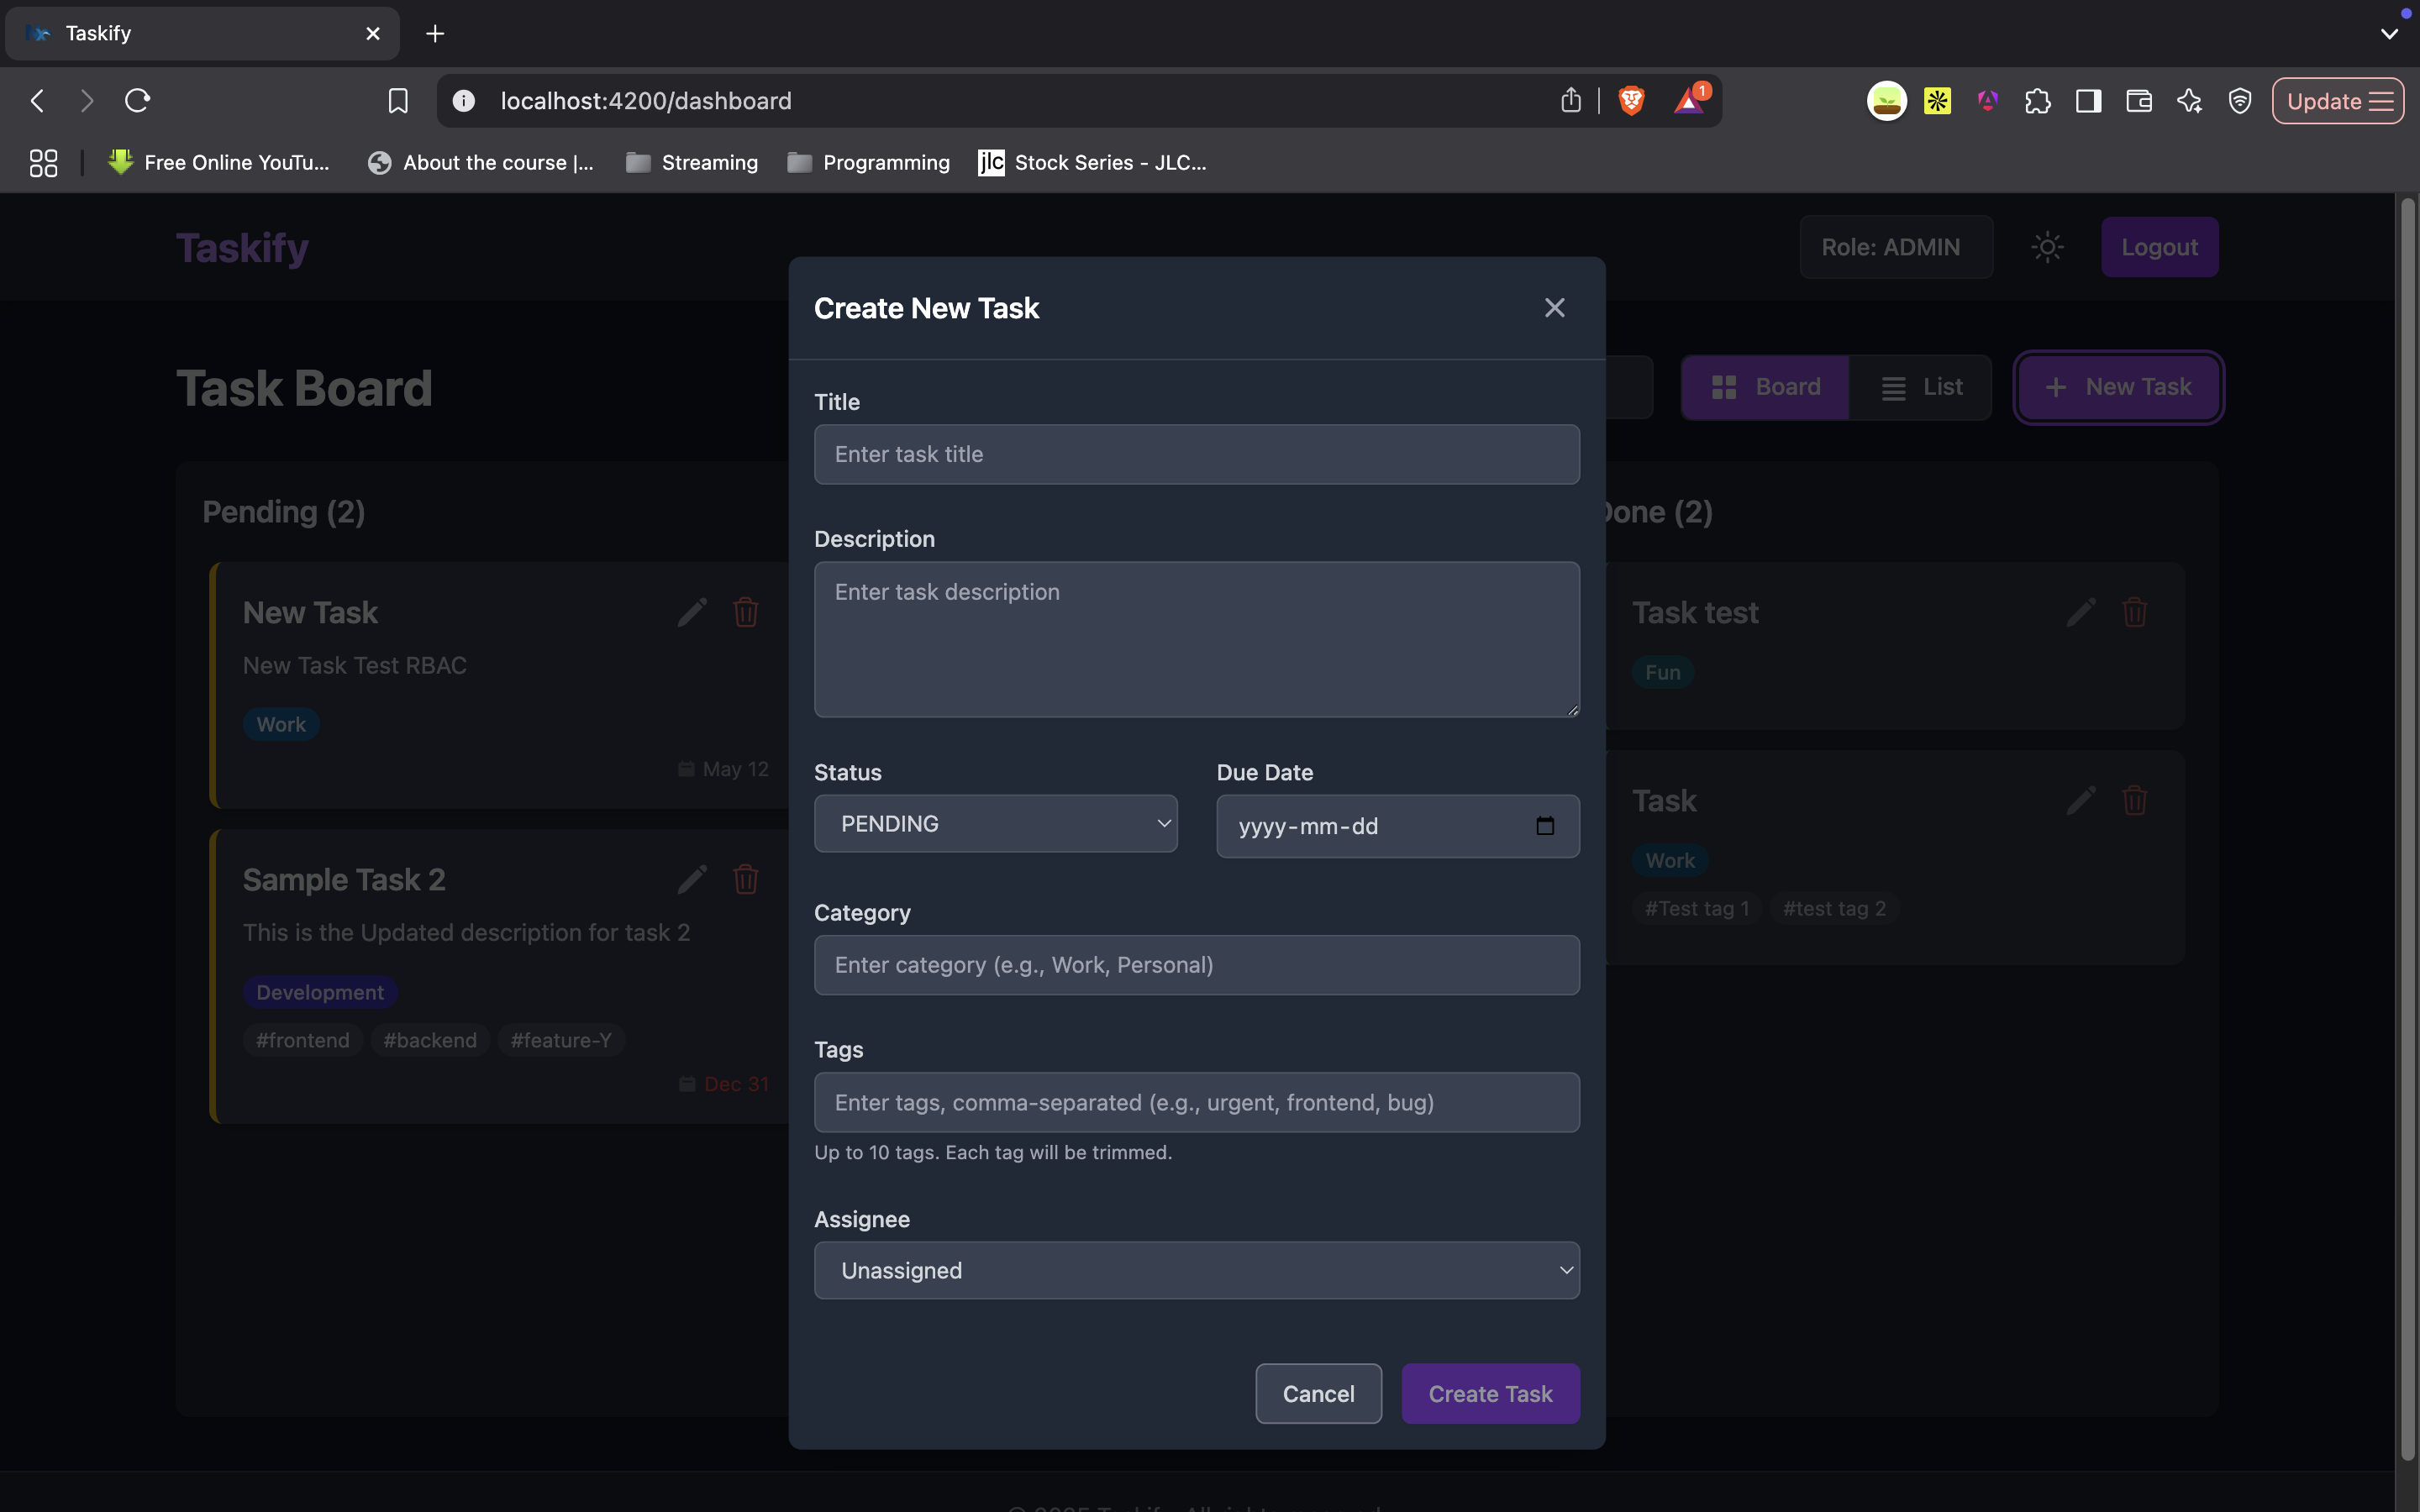 Taskify
localhost:4200/dashboard
1
Update
Free Online YouTu...
About the course |...
Streaming
Programming
jlc
Stock Series - JLC...
Taskify
Role: ADMIN
Logout
Task Board
Board
List
New Task
Pending (2)
New Task
New Task Test RBAC
Work
May 12
Sample Task 2
This is the Updated description for task 2
Development
#frontend #backend #feature-Y
Dec 31
Create New Task
Title
Enter task title
Description
Enter task description
Status
PENDING
Due Date
yyyy-mm-dd
Category
Enter category (e.g., Work, Personal)
Tags
Enter tags, comma-separated (e.g., urgent, frontend, bug)
Up to 10 tags. Each tag will be trimmed.
Assignee
Unassigned
Cancel
Create Task
Done (2)
Task test
Fun
Task
Work
#Test tag 1 #test tag 2